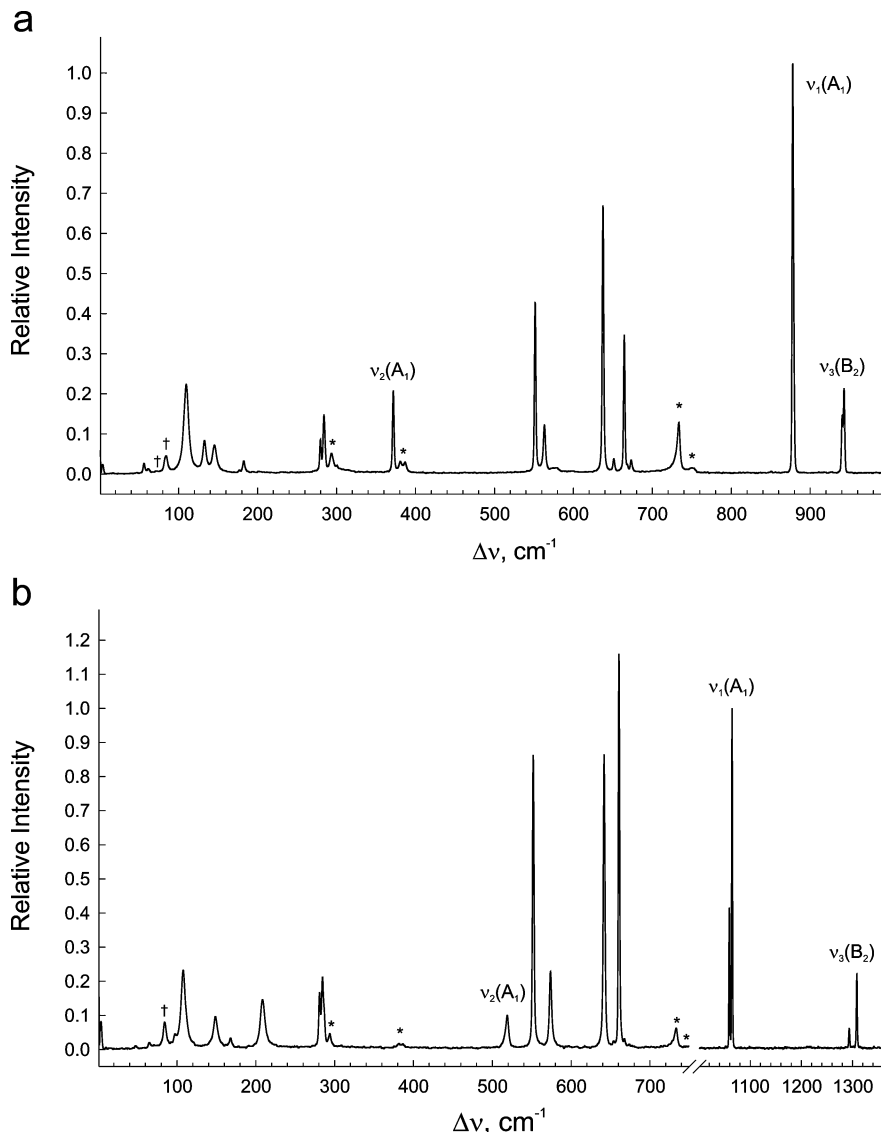 a
1.0
0.9
0.8
0.7
0.6
0.5
0.4
0.3
0.2
0.1
0.0
Relative Intensity
† † * ν₂(A₁) * * * ν₁(A₁) ν₃(B₂)
100 200 300 400 500 600 700 800 900
Δν, cm⁻¹
b
1.2
1.1
1.0
0.9
0.8
0.7
0.6
0.5
0.4
0.3
0.2
0.1
0.0
Relative Intensity
† * * ν₂(A₁) * * ν₁(A₁) ν₃(B₂)
100 200 300 400 500 600 700 1100 1200 1300
Δν, cm⁻¹